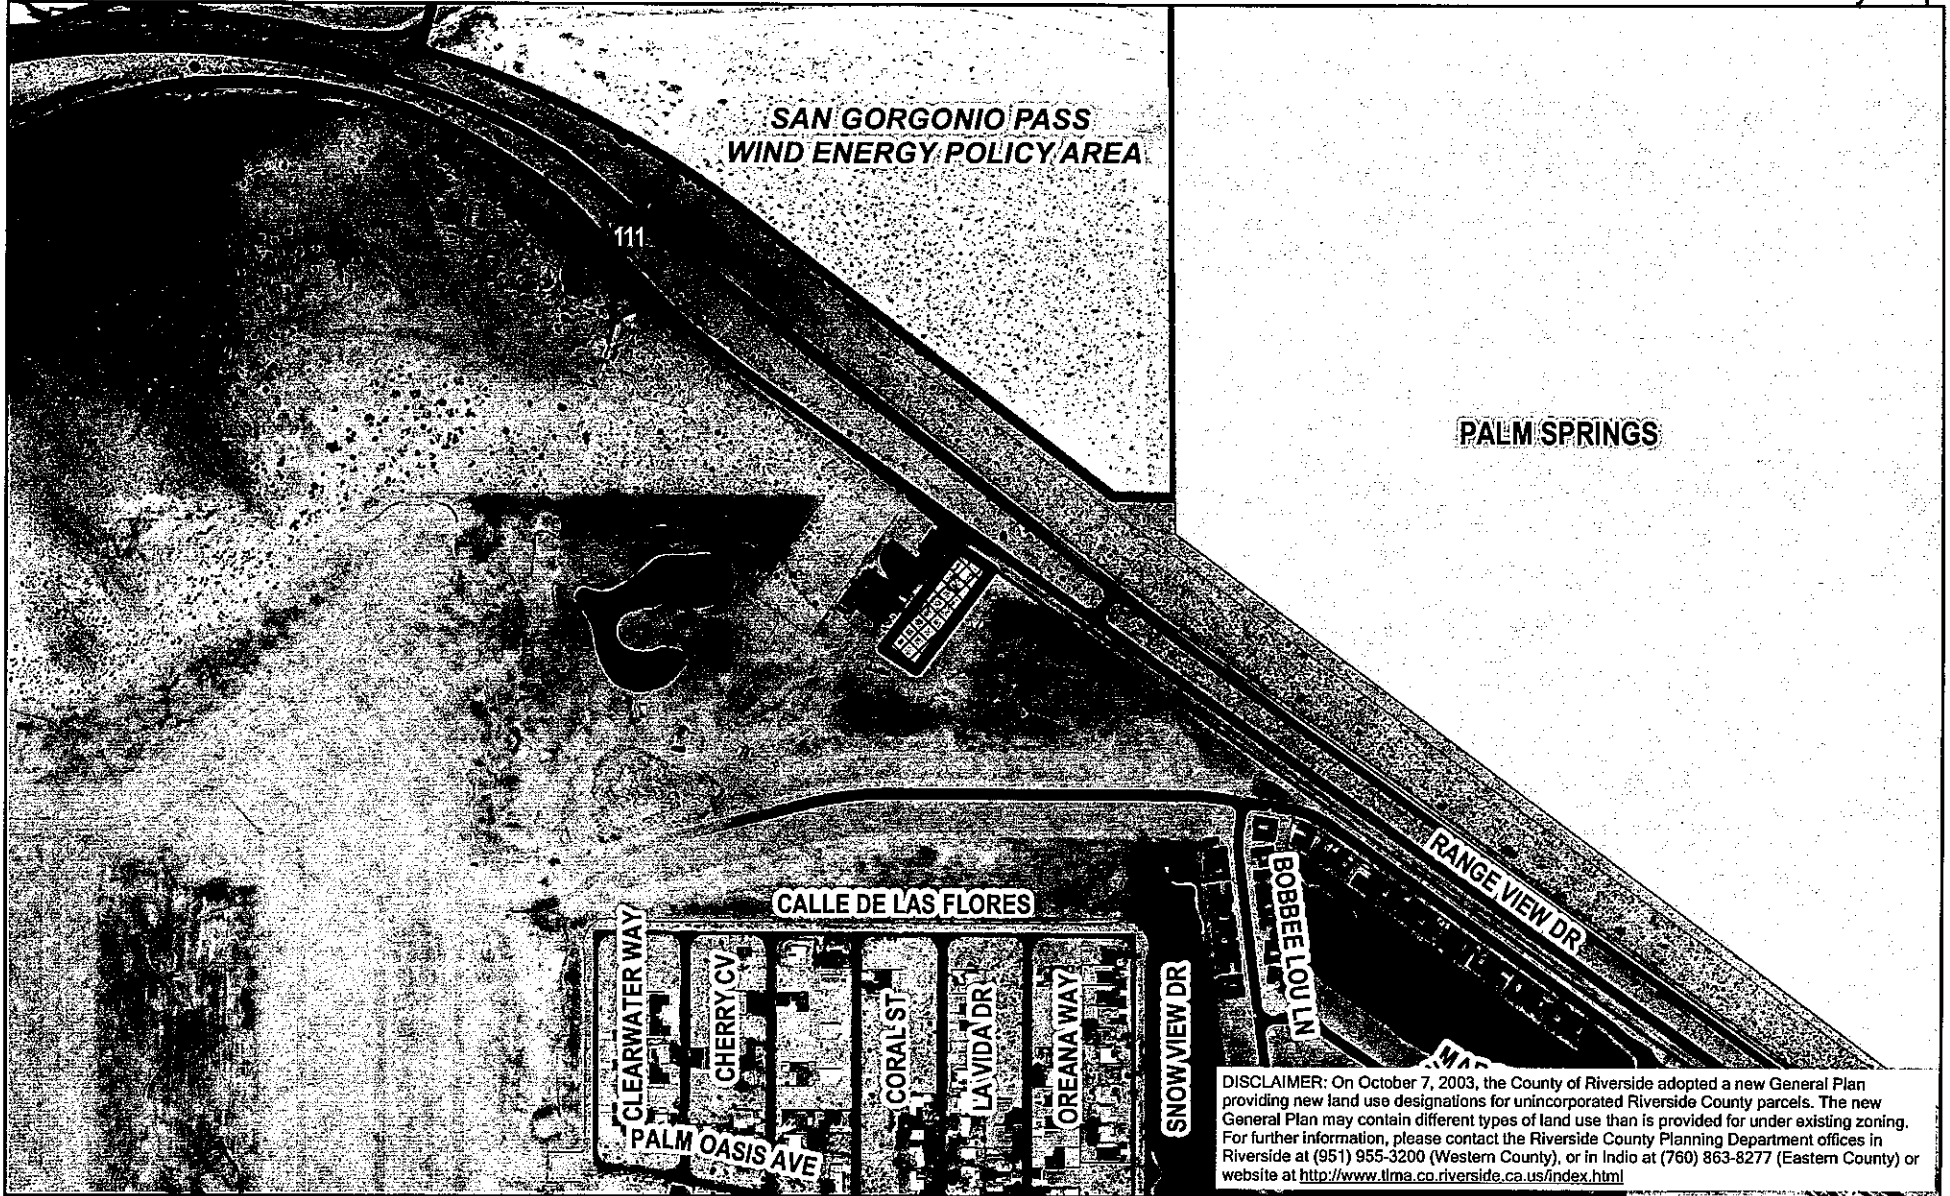 SAN GORGONIO PASS
WIND ENERGY POLICY AREA
111
PALM SPRINGS
RANGE VIEW DR
BOBBEE LOU LN
CALLE DE LAS FLORES
CLEARWATER WAY
CHERRY CV
CORAL ST
LA VIDA DR
OREANA WAY
SNOW VIEW DR
PALM OASIS AVE
DISCLAIMER: On October 7, 2003, the County of Riverside adopted a new General Plan
providing new land use designations for unincorporated Riverside County parcels. The new
General Plan may contain different types of land use than is provided for under existing zoning.
For further information, please contact the Riverside County Planning Department offices in
Riverside at (951) 955-3200 (Western County), or in Indio at (760) 863-8277 (Eastern County) or
website at http://www.tlma.co.riverside.ca.us/index.html